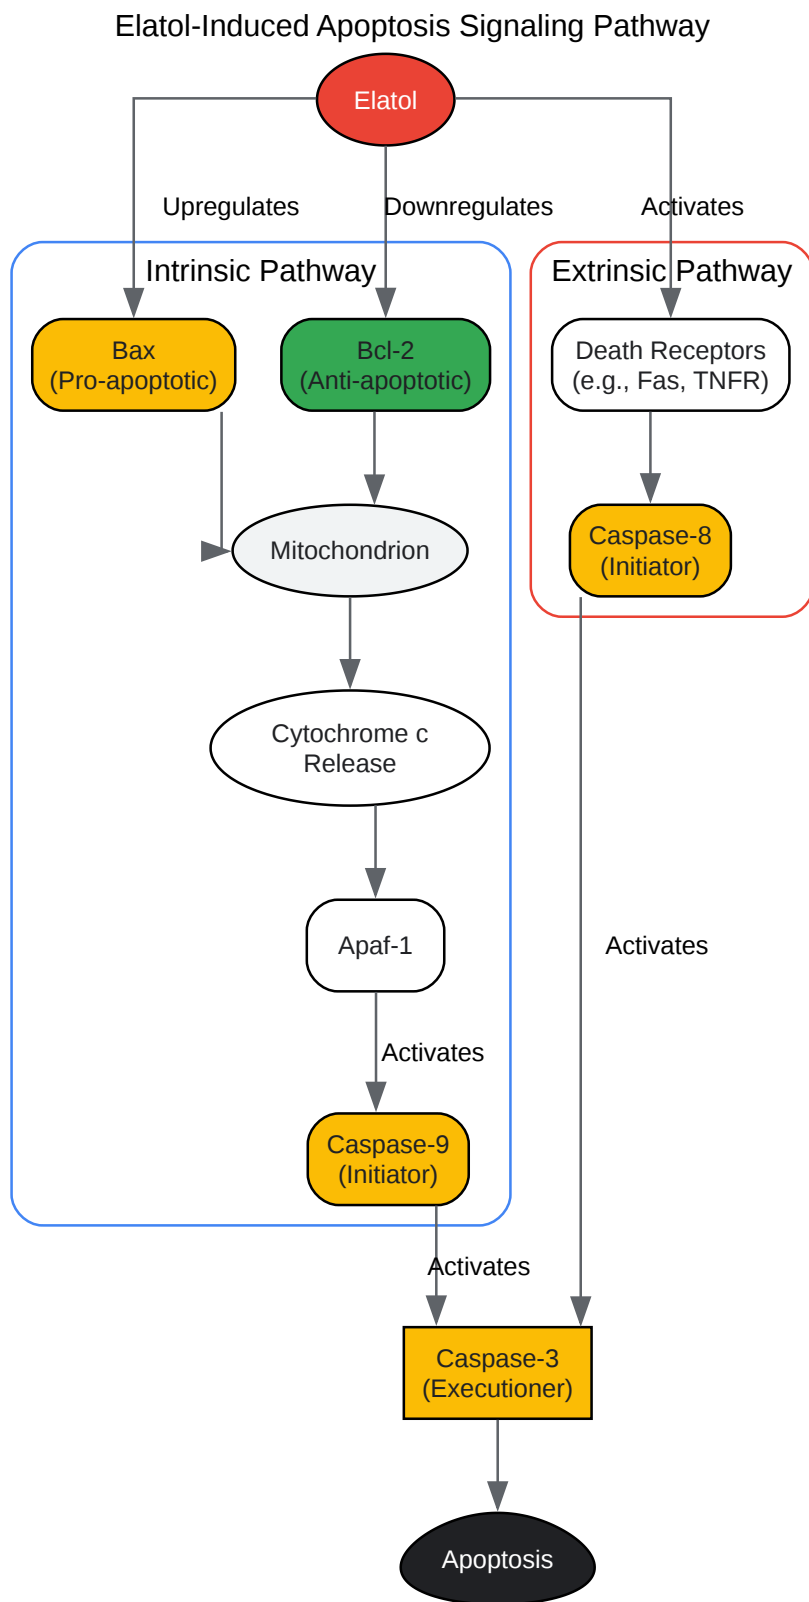 Elatol-Induced Apoptosis Signaling Pathway
Elatol
Upregulates
Downregulates
Activates
Intrinsic Pathway
Extrinsic Pathway
Bax
(Pro-apoptotic)
Bcl-2
(Anti-apoptotic)
Death Receptors
(e.g., Fas, TNFR)
Mitochondrion
Caspase-8
(Initiator)
Cytochrome c
Release
Apaf-1
Activates
Activates
Caspase-9
(Initiator)
Activates
Caspase-3
(Executioner)
Apoptosis